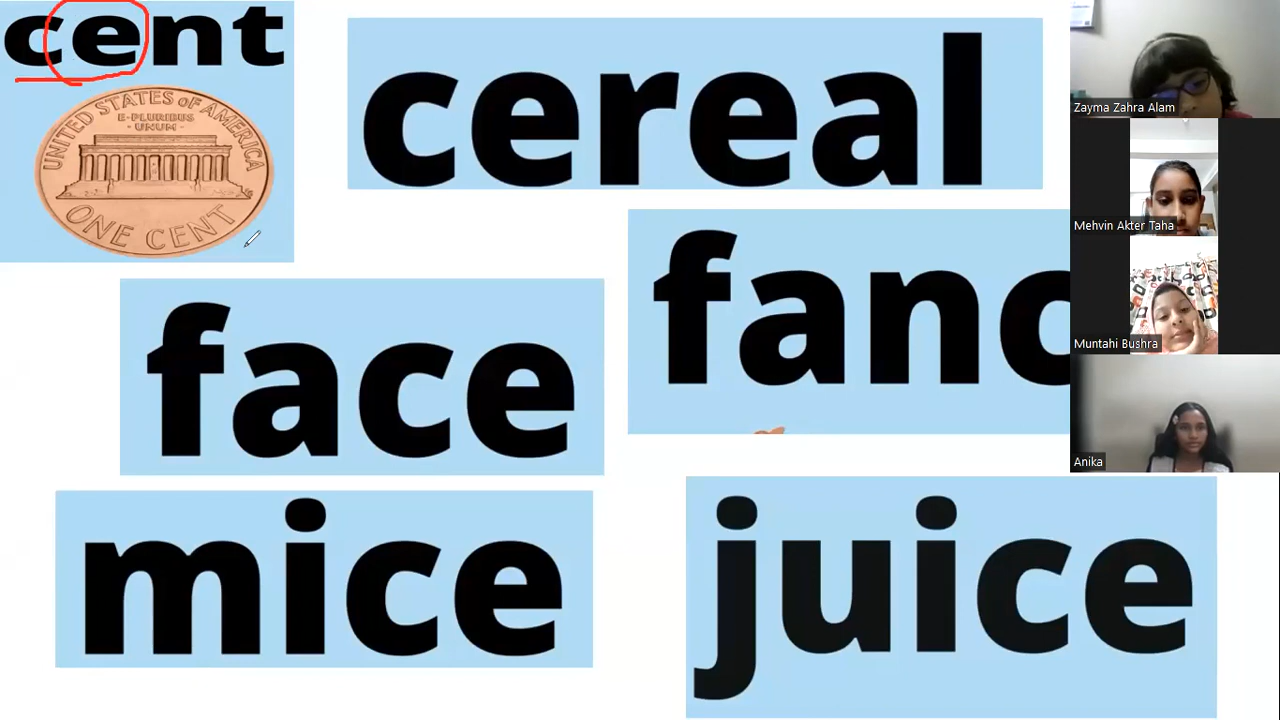 cent
UNITED STATES OF AMERICA
E·PLURIBUS
·UNUM·
ONE CENT
cereal
fanc
face
mice
juice
Zayma Zahra Alam
Mehvin Akter Taha
Muntahi Bushra
Anika